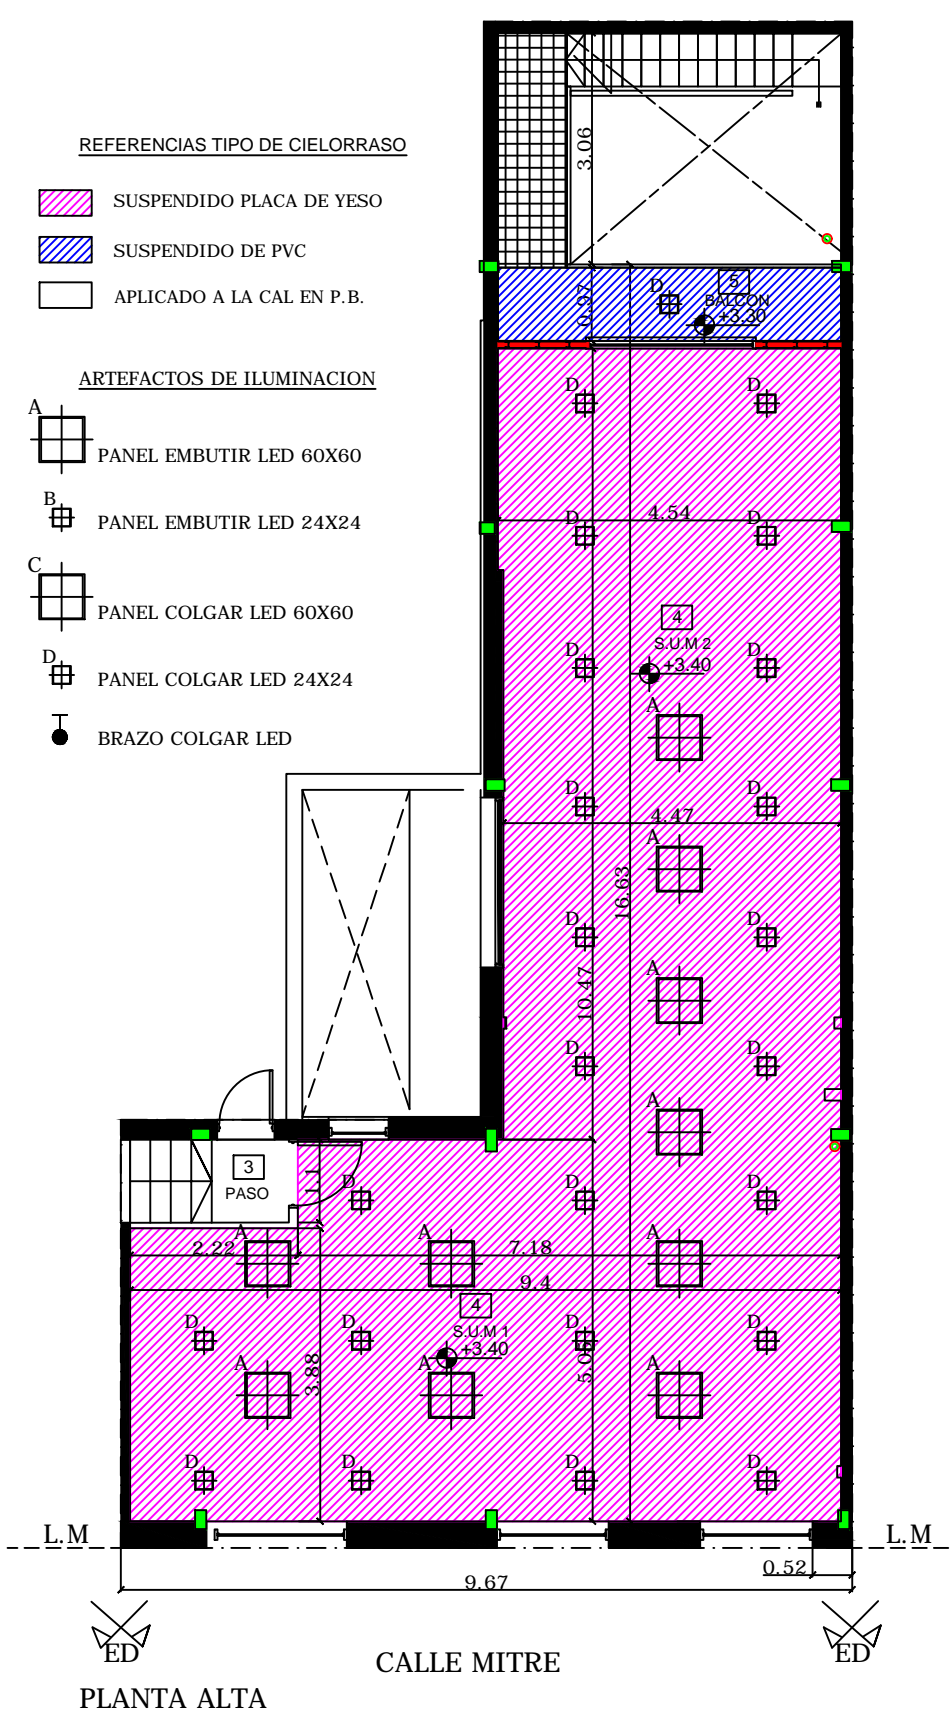 REFERENCIAS TIPO DE CIELORRASO
SUSPENDIDO PLACA DE YESO
SUSPENDIDO DE PVC
APLICADO A LA CAL EN P.B.
ARTEFACTOS DE ILUMINACION
A
PANEL EMBUTIR LED 60X60
B
PANEL EMBUTIR LED 24X24
C
PANEL COLGAR LED 60X60
D
PANEL COLGAR LED 24X24
BRAZO COLGAR LED
3.06
0.97
D
5
BALCON
+3.30
D D
4.54
D D
4
S.U.M 2
+3.40
D D
A
D D
4.47
A
16.63
D D
10.47
A
D D
A
3
PASO
1.1
D D D
A A A
2.22
7.18
9.4
4
S.U.M 1
+3.40
D D D D
3.88
A A A
D D D D
L.M L.M
0.52
9.67
ED ED
CALLE MITRE
PLANTA ALTA